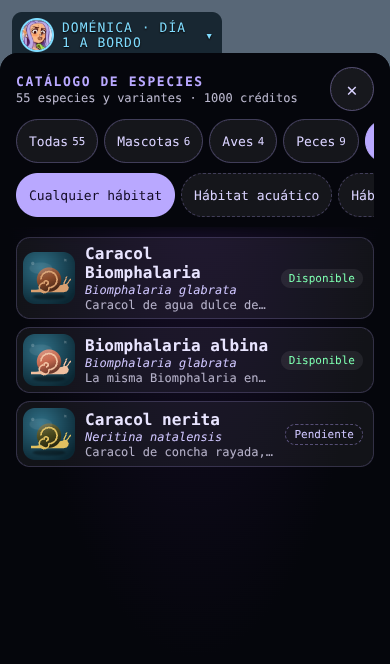 DOMÉNICA · DÍA
1 A BORDO
▾
CATÁLOGO DE ESPECIES
55 especies y variantes · 1000 créditos
×
Todas 55 Mascotas 6 Aves 4 Peces 9
Cualquier hábitat Hábitat acuático Háb
Caracol
Biomphalaria
Biomphalaria glabrata
Caracol de agua dulce de…
Disponible
Biomphalaria albina
Biomphalaria glabrata
La misma Biomphalaria en…
Disponible
Caracol nerita
Neritina natalensis
Caracol de concha rayada,…
Pendiente